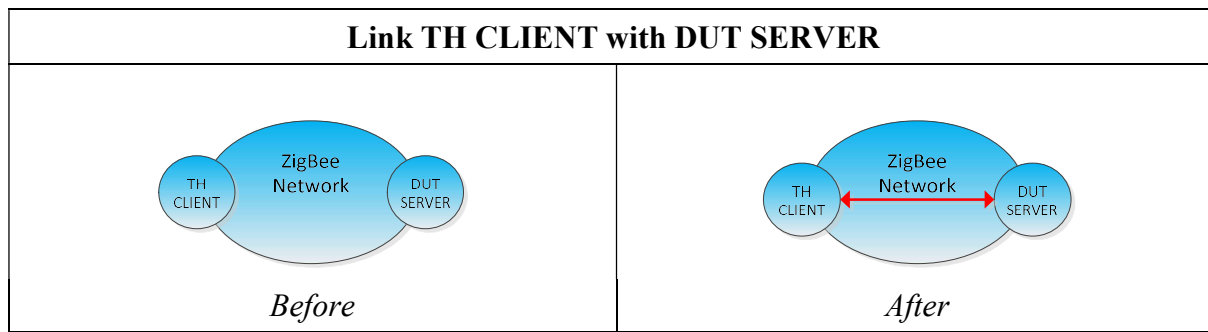 Link TH CLIENT with DUT SERVER
ZigBee
Network
TH
CLIENT
DUT
SERVER
Before
ZigBee
Network
TH
CLIENT
DUT
SERVER
After